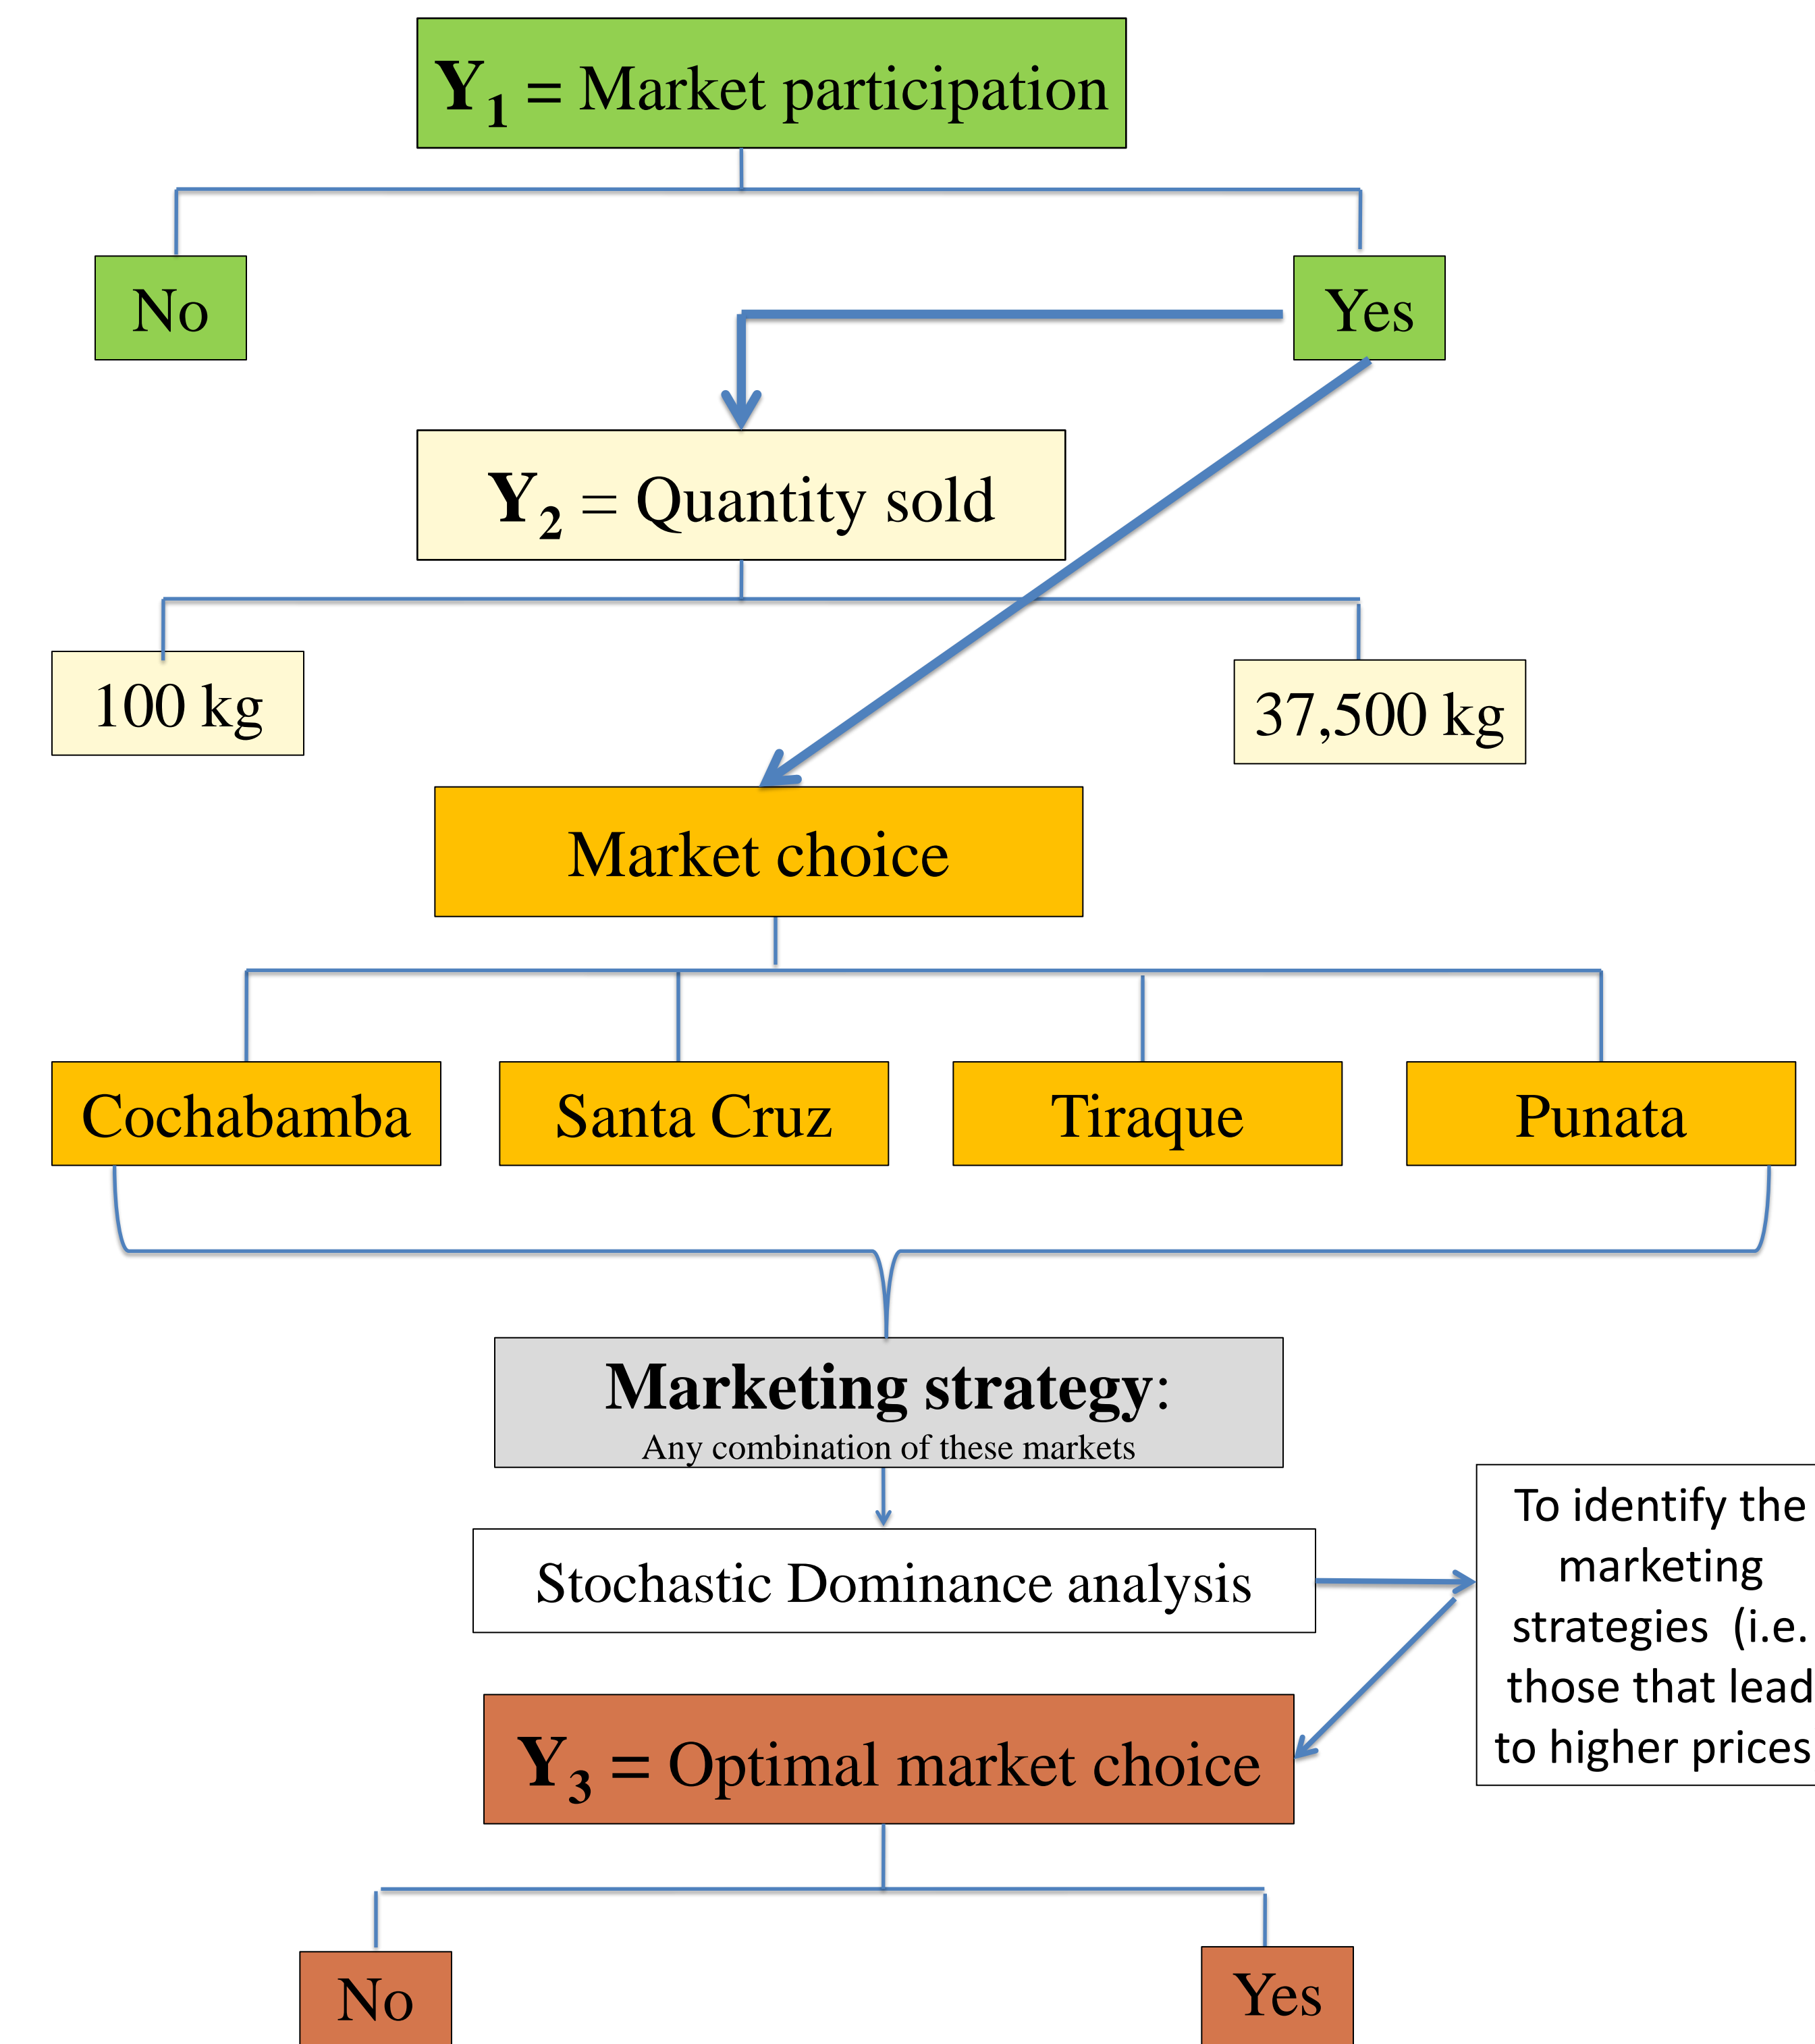 Y1 = Market participation
No
Yes
Y2 = Quantity sold
100 kg
37,500 kg
Market choice
Cochabamba
Santa Cruz
Tiraque
Punata
Marketing strategy:
Any combination of these markets
Stochastic Dominance analysis
To identify the
marketing
strategies (i.e.
those that lead
to higher prices
Y3 = Optimal market choice
No
Yes